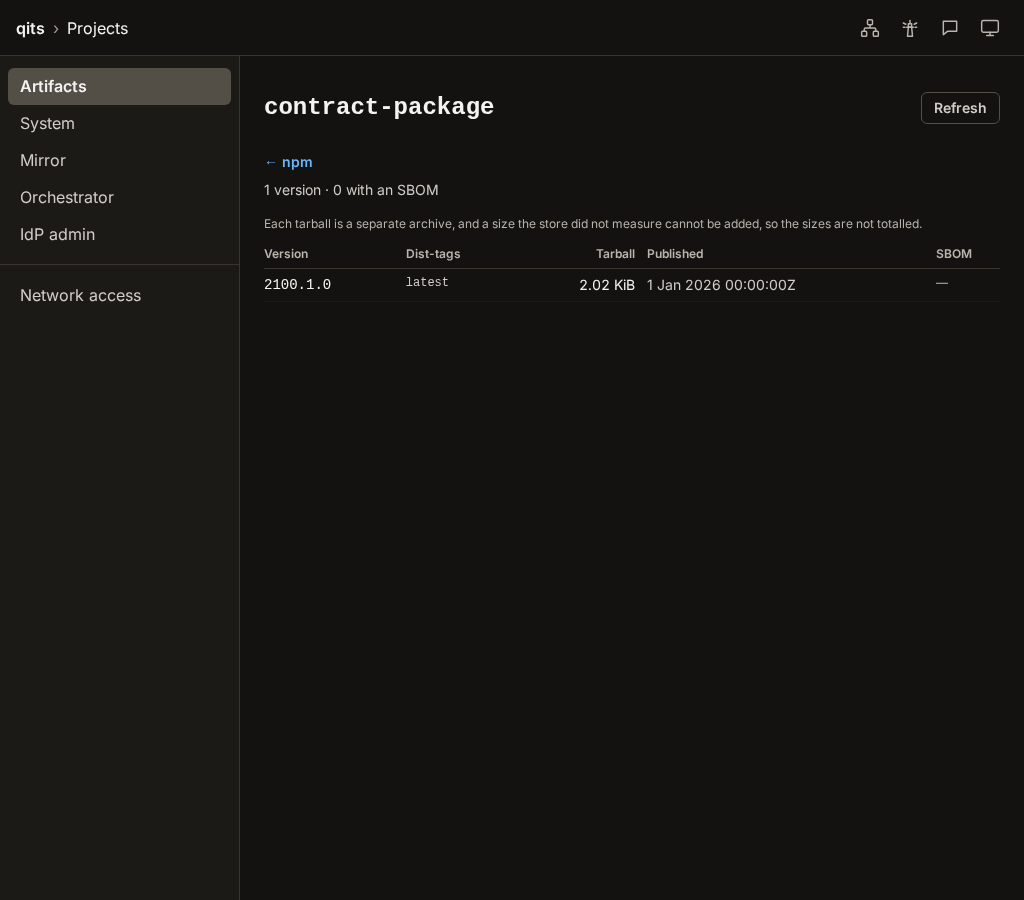 qits › Projects
Artifacts
System
Mirror
Orchestrator
IdP admin
Network access
contract-package
Refresh
← npm
1 version · 0 with an SBOM
Each tarball is a separate archive, and a size the store did not measure cannot be added, so the sizes are not totalled.
Version Dist-tags Tarball Published SBOM
2100.1.0 latest 2.02 KiB 1 Jan 2026 00:00:00Z —